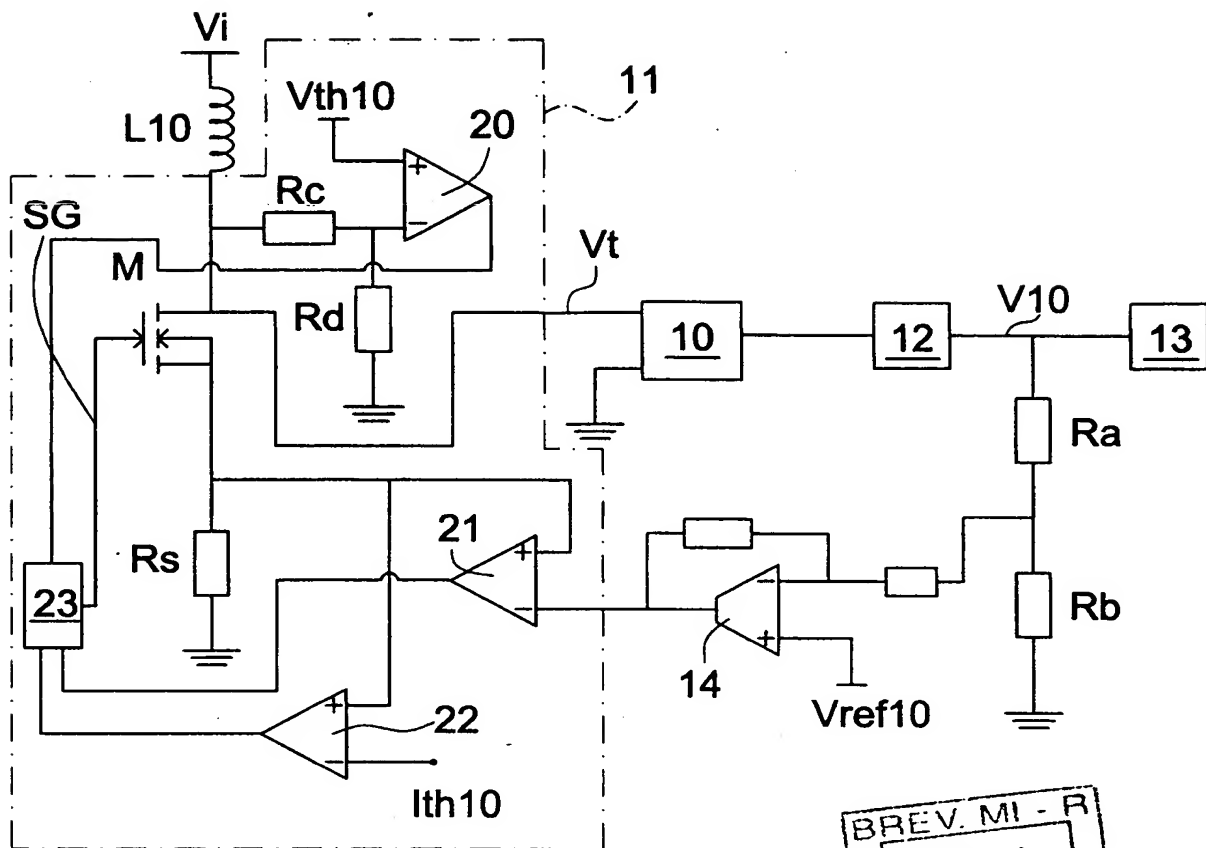 Vi
11
Vth10
L10
20
+
−
Rc
SG
M
Vt
V10
Rd
10
12
13
Ra
21
+
−
Rs
23
−
+
14
Rb
Vref10
+
22
−
Ith10
BREV. MI - R